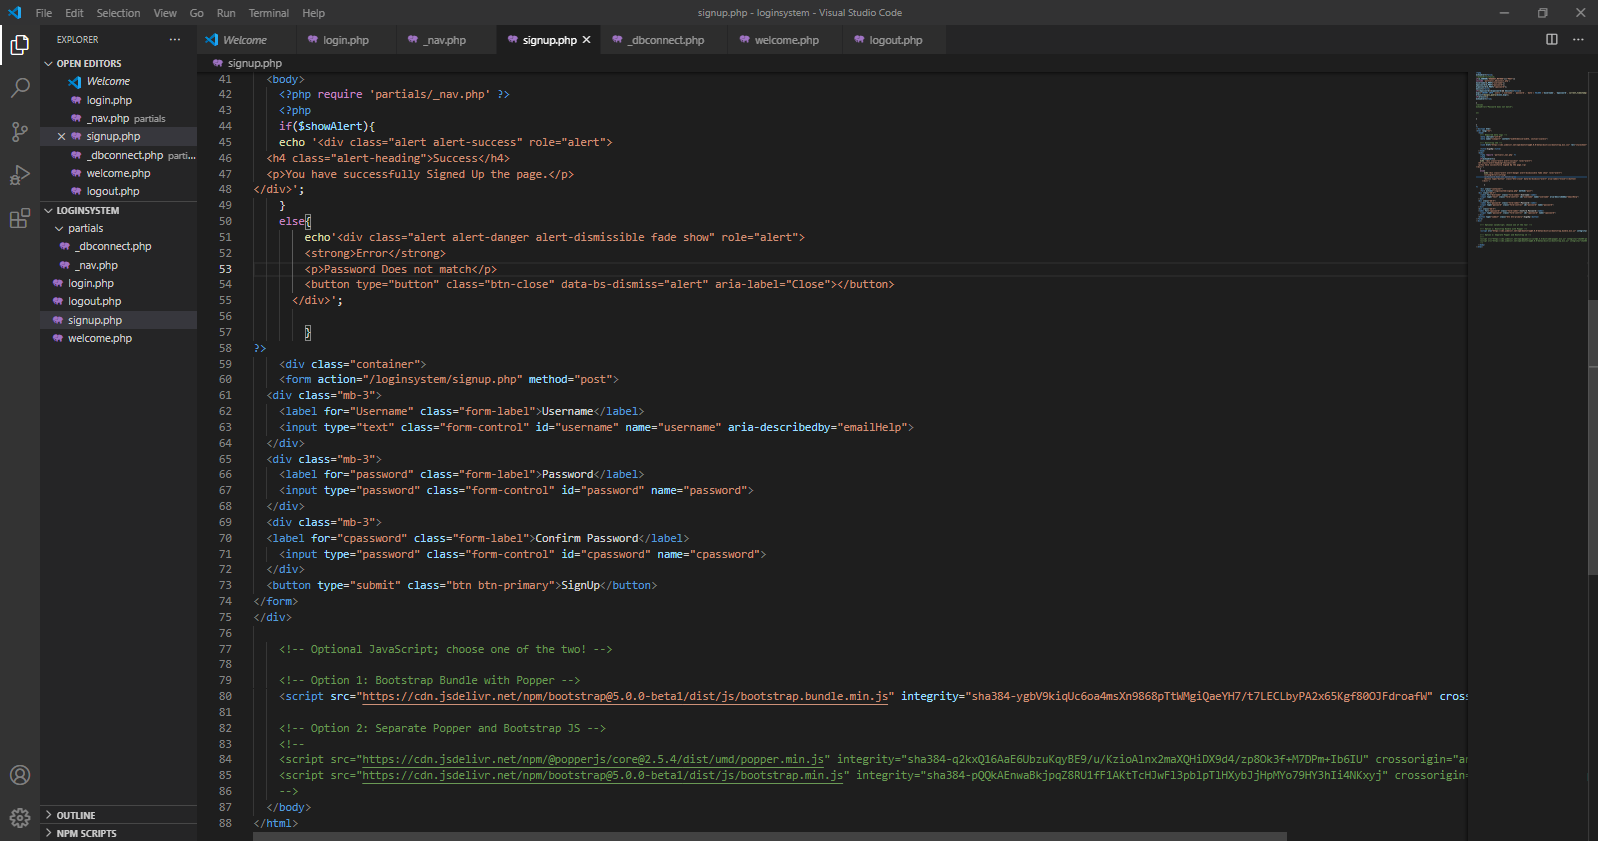 File Edit Selection View Go Run Terminal Help
signup.php - loginsystem - Visual Studio Code
EXPLORER
Welcome login.php _nav.php signup.php _dbconnect.php welcome.php logout.php
signup.php
OPEN EDITORS
Welcome
login.php
_nav.php partials
signup.php
_dbconnect.php parti...
welcome.php
logout.php
LOGINSYSTEM
partials
_dbconnect.php
_nav.php
login.php
logout.php
signup.php
welcome.php
OUTLINE
NPM SCRIPTS
41 <body>
42 <?php require 'partials/_nav.php' ?>
43 <?php
44 if($showAlert){
45 echo '<div class="alert alert-success" role="alert">
46 <h4 class="alert-heading">Success</h4>
47 <p>You have successfully Signed Up the page.</p>
48 </div>';
49 }
50 else{
51 echo'<div class="alert alert-danger alert-dismissible fade show" role="alert">
52 <strong>Error</strong>
53 <p>Password Does not match</p>
54 <button type="button" class="btn-close" data-bs-dismiss="alert" aria-label="Close"></button>
55 </div>';
56
57 }
58 ?>
59 <div class="container">
60 <form action="/loginsystem/signup.php" method="post">
61 <div class="mb-3">
62 <label for="Username" class="form-label">Username</label>
63 <input type="text" class="form-control" id="username" name="username" aria-describedby="emailHelp">
64 </div>
65 <div class="mb-3">
66 <label for="password" class="form-label">Password</label>
67 <input type="password" class="form-control" id="password" name="password">
68 </div>
69 <div class="mb-3">
70 <label for="cpassword" class="form-label">Confirm Password</label>
71 <input type="password" class="form-control" id="cpassword" name="cpassword">
72 </div>
73 <button type="submit" class="btn btn-primary">SignUp</button>
74 </form>
75 </div>
76
77 <!-- Optional JavaScript; choose one of the two! -->
78
79 <!-- Option 1: Bootstrap Bundle with Popper -->
80 <script src="https://cdn.jsdelivr.net/npm/bootstrap@5.0.0-beta1/dist/js/bootstrap.bundle.min.js" integrity="sha384-ygbV9kiqUc6oa4msXn9868pTtWMgiQaeYH7/t7LECLbyPA2x65Kgf80OJFdroafW" cross
81
82 <!-- Option 2: Separate Popper and Bootstrap JS -->
83 <!--
84 <script src="https://cdn.jsdelivr.net/npm/@popperjs/core@2.5.4/dist/umd/popper.min.js" integrity="sha384-q2kxQ16AaE6UbzuKqyBE9/u/KzioAlnx2maXQHiDX9d4/zp8Ok3f+M7DPm+Ib6IU" crossorigin="an
85 <script src="https://cdn.jsdelivr.net/npm/bootstrap@5.0.0-beta1/dist/js/bootstrap.min.js" integrity="sha384-pQQkAEnwaBkjpqZ8RU1fF1AKtTcHJwFl3pblpTlHXybJjHpMYo79HY3hIi4NKxyj" crossorigin=
86 -->
87 </body>
88 </html>